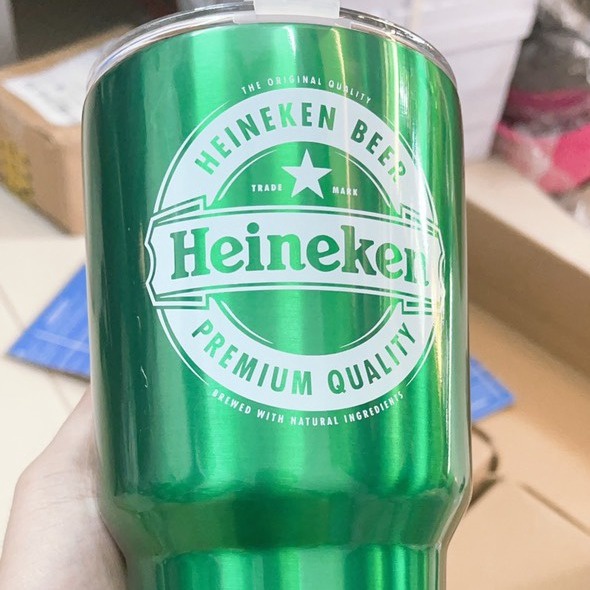 THE ORIGINAL QUALITY
HEINEKEN BEER
TRADE MARK
Heineken
PREMIUM QUALITY
BREWED WITH NATURAL INGREDIENTS